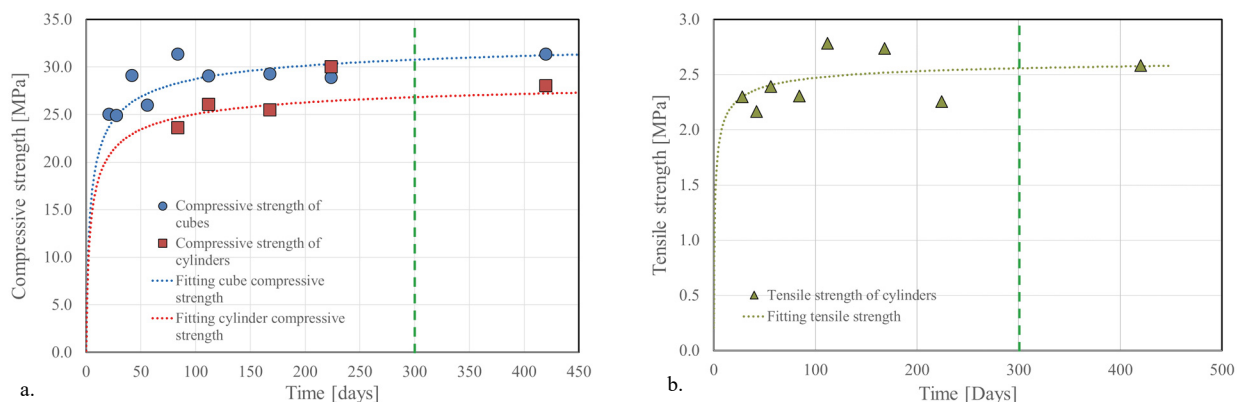 35.0
30.0
25.0
20.0
15.0
10.0
5.0
0.0
Compressive strength [MPa]
Compressive strength of
cubes
Compressive strength of
cylinders
Fitting cube compressive
strength
Fitting cylinder compressive
strength
0 50 100 150 200 250 300 350 400 450
Time [days]
a.
3.0
2.5
2.0
1.5
1.0
0.5
0.0
Tensile strength [MPa]
Tensile strength of cylinders
Fitting tensile strength
0 100 200 300 400 500
Time [Days]
b.